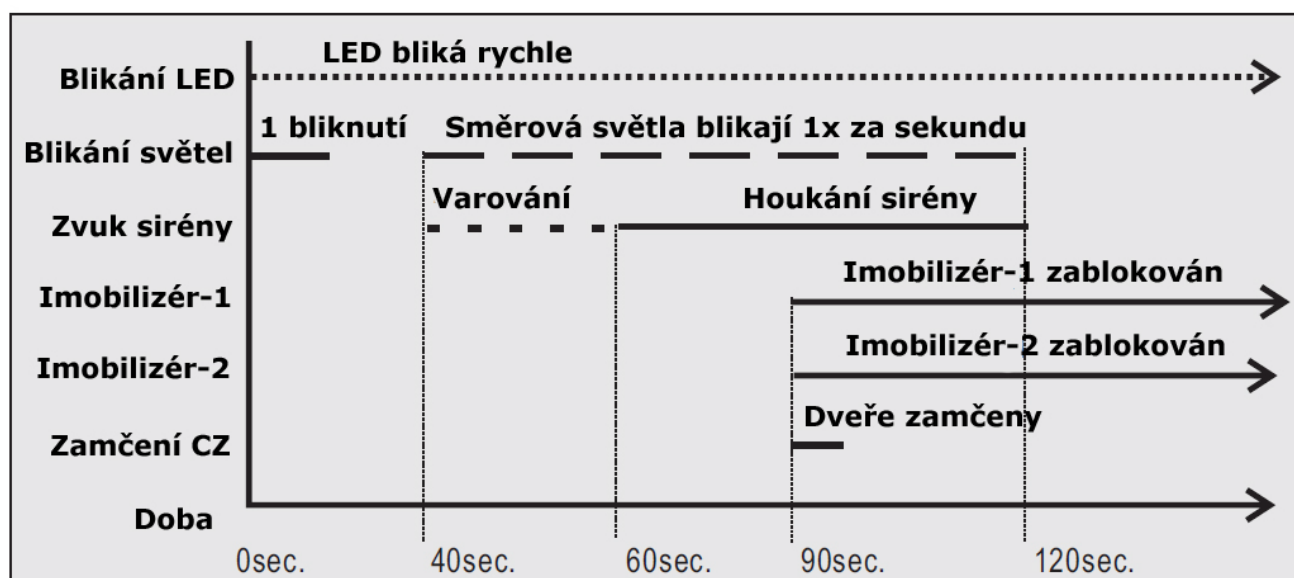 LED bliká rychle
Blikání LED
1 bliknutí Směrová světla blikají 1x za sekundu
Blikání světel
Varování Houkání sirény
Zvuk sirény
Imobilizér-1 zablokován
Imobilizér-1
Imobilizér-2 zablokován
Imobilizér-2
Dveře zamčeny
Zamčení CZ
Doba
0sec. 40sec. 60sec. 90sec. 120sec.